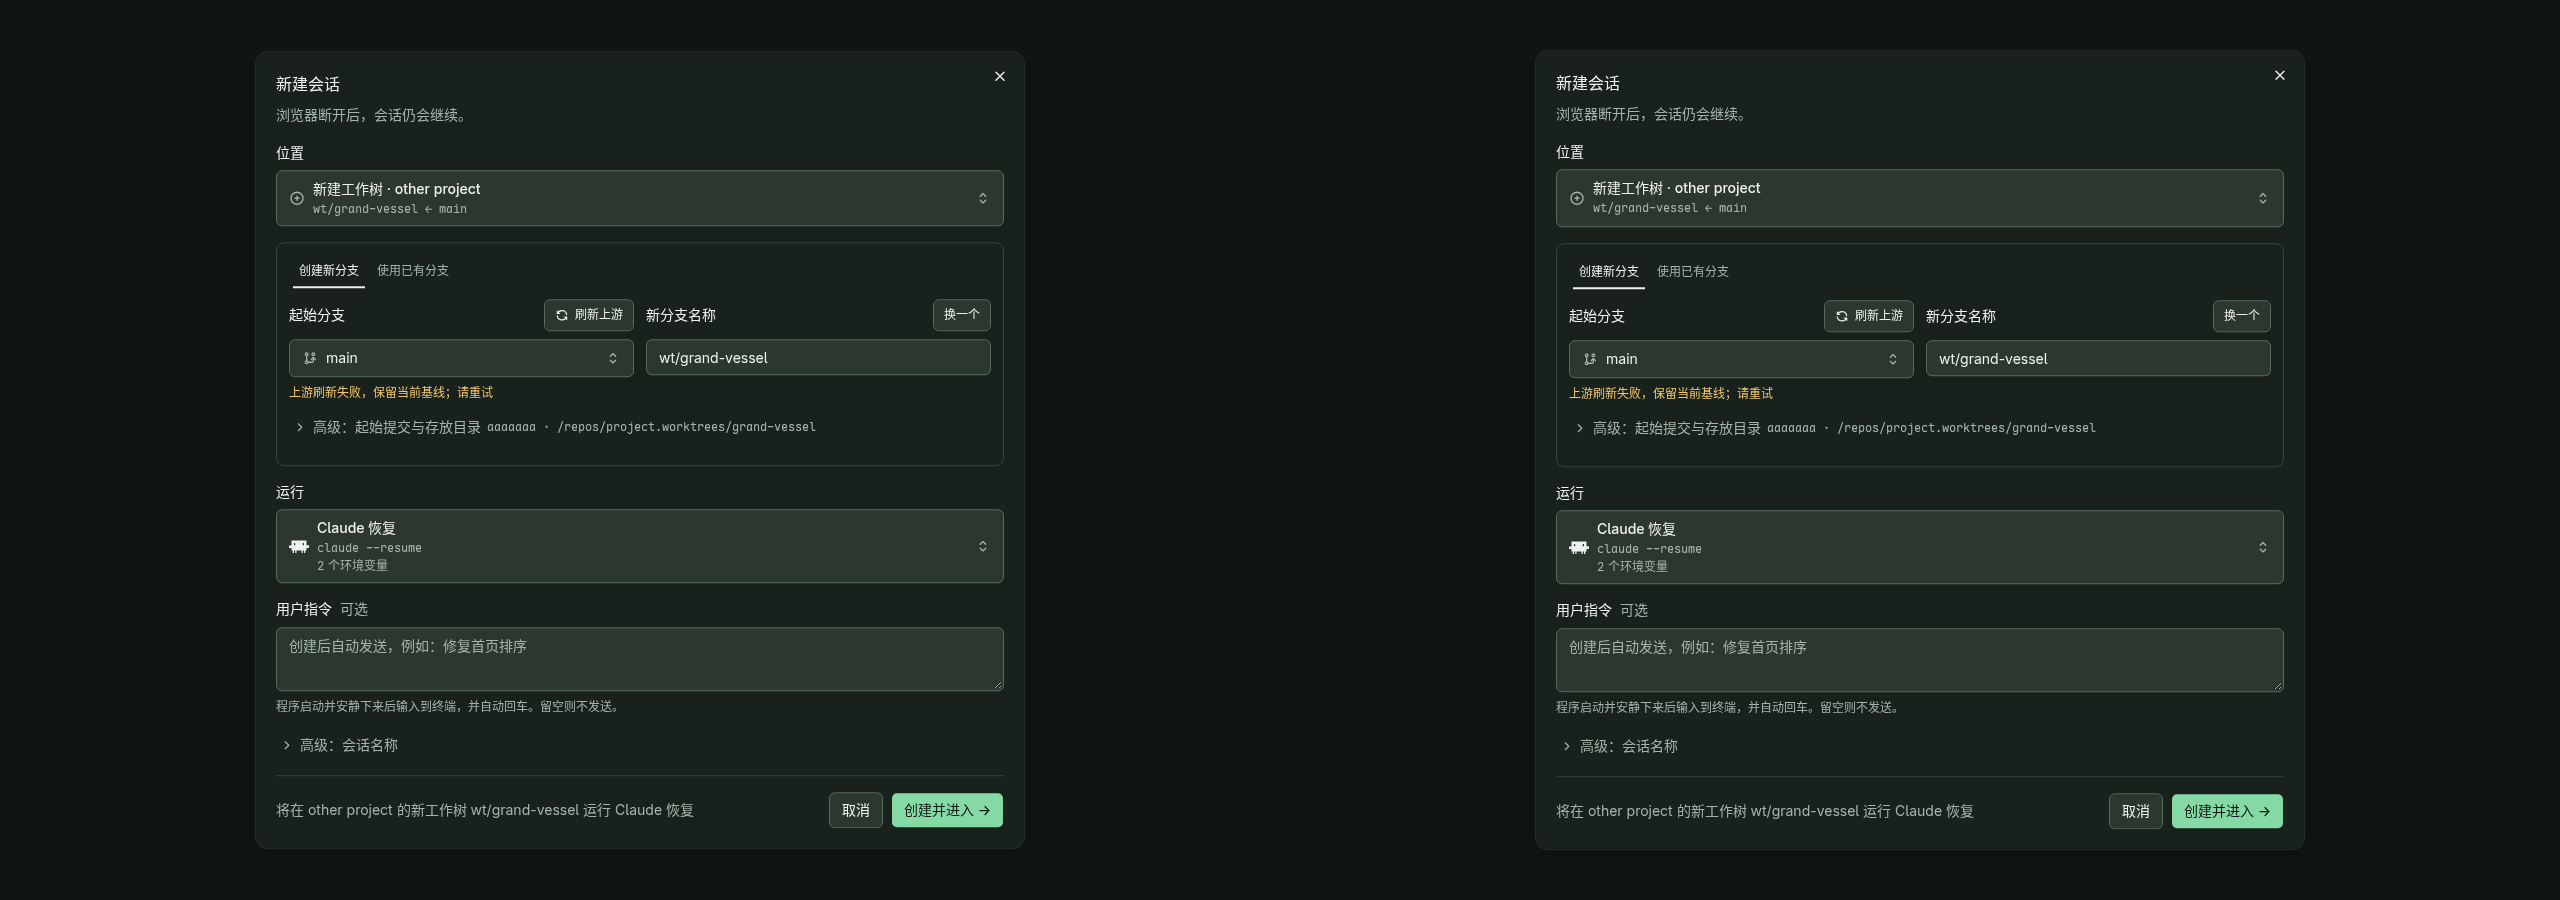 新建会话
浏览器断开后，会话仍会继续。
位置
新建工作树 · other project
wt/grand-vessel ← main
创建新分支 使用已有分支
起始分支 刷新上游 新分支名称 换一个
main wt/grand-vessel
上游刷新失败，保留当前基线；请重试
高级：起始提交与存放目录 aaaaaaa · /repos/project.worktrees/grand-vessel
运行
Claude 恢复
claude --resume
2 个环境变量
用户指令 可选
创建后自动发送，例如：修复首页排序
程序启动并安静下来后输入到终端，并自动回车。留空则不发送。
高级：会话名称
将在 other project 的新工作树 wt/grand-vessel 运行 Claude 恢复 取消 创建并进入 →
新建会话
浏览器断开后，会话仍会继续。
位置
新建工作树 · other project
wt/grand-vessel ← main
创建新分支 使用已有分支
起始分支 刷新上游 新分支名称 换一个
main wt/grand-vessel
上游刷新失败，保留当前基线；请重试
高级：起始提交与存放目录 aaaaaaa · /repos/project.worktrees/grand-vessel
运行
Claude 恢复
claude --resume
2 个环境变量
用户指令 可选
创建后自动发送，例如：修复首页排序
程序启动并安静下来后输入到终端，并自动回车。留空则不发送。
高级：会话名称
将在 other project 的新工作树 wt/grand-vessel 运行 Claude 恢复 取消 创建并进入 →